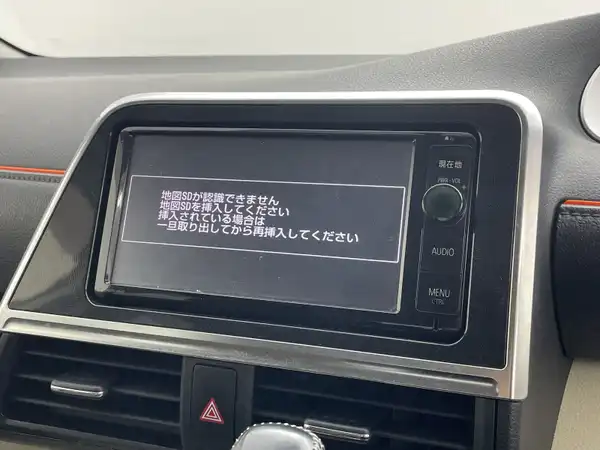 地図SDが認識できません
地図SDを挿入してください
挿入されている場合は
一旦取り出してから再挿入してください
現在地
PWR・VOL
AUDIO
MENU